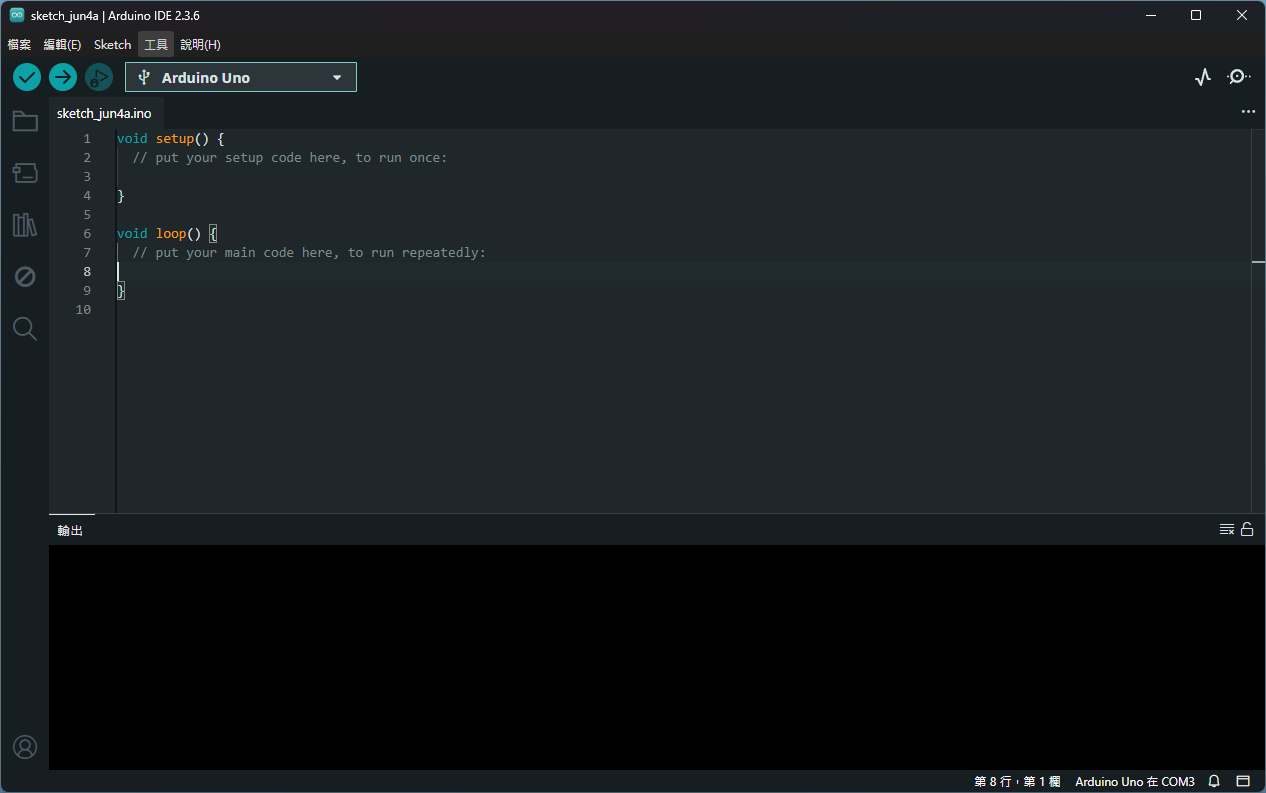 sketch_jun4a | Arduino IDE 2.3.6
檔案 編輯(E) Sketch 工具 說明(H)
Arduino Uno
sketch_jun4a.ino
1 void setup() {
2 // put your setup code here, to run once:
3
4 }
5
6 void loop() {
7 // put your main code here, to run repeatedly:
8
9 }
10
輸出
第 8 行，第 1 欄 Arduino Uno 在 COM3